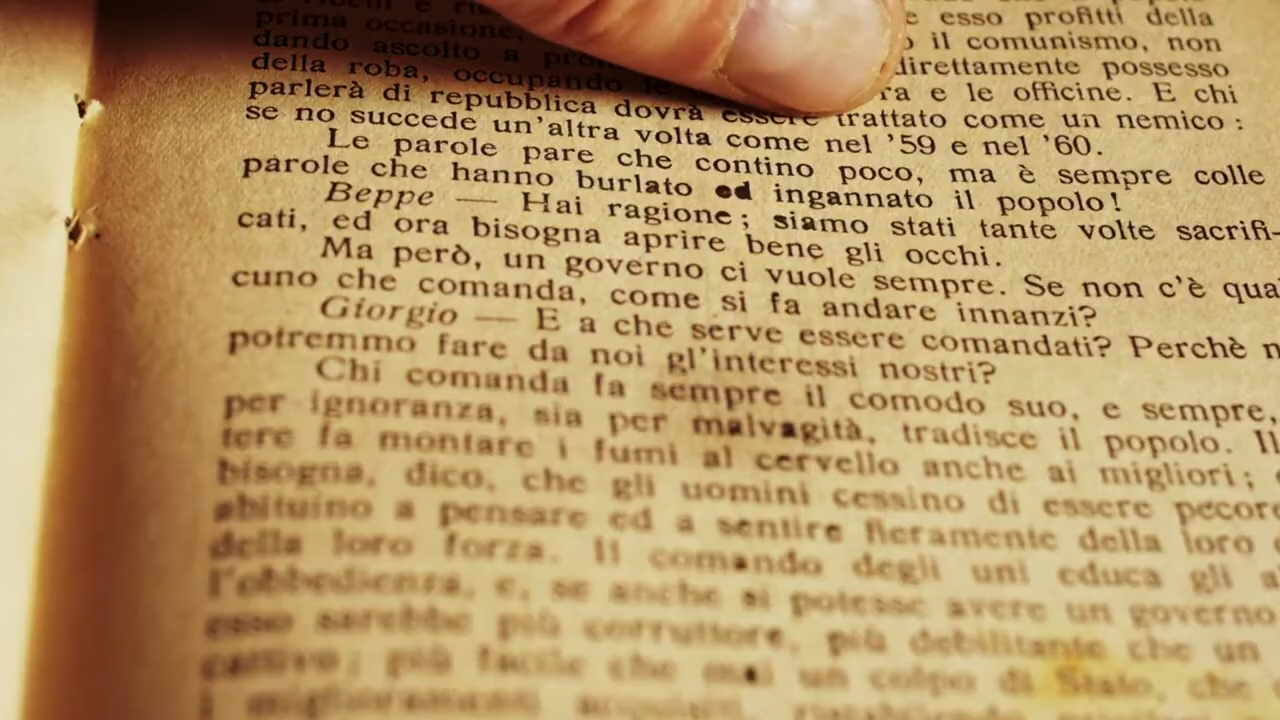 e esso profitti della
prima occasione, il comunismo, non
dando ascolto a direttamente possesso
della roba, occupando ra e le officine. E chi
parlerà di repubblica dovrà essere trattato come un nemico :
se no succede un'altra volta come nel '59 e nel '60.
Le parole pare che contino poco, ma è sempre colle
parole che hanno burlato ed ingannato il popolo!
Beppe — Hai ragione; siamo stati tante volte sacrifi-
cati, ed ora bisogna aprire bene gli occhi.
Ma però, un governo ci vuole sempre. Se non c'è qual
cuno che comanda, come si fa andare innanzi?
Giorgio — E a che serve essere comandati? Perchè n
potremmo fare da noi gl'interessi nostri?
Chi comanda fa sempre il comodo suo, e sempre,
per ignoranza, sia per malvagità, tradisce il popolo. Il
tere fa montare i fumi al cervello anche ai migliori;
bisogna, dico, che gli uomini cessino di essere pecore
abituino a pensare ed a sentire fieramente della loro
della loro forza. Il comando degli uni educa gli
l'obbedienza, e, se anche si potesse avere un governo
esso sarebbe più corruttore, più debilitante che un
cattivo; più facile che mai un colpo di Stato, che
i miglioramenti acquisiti,